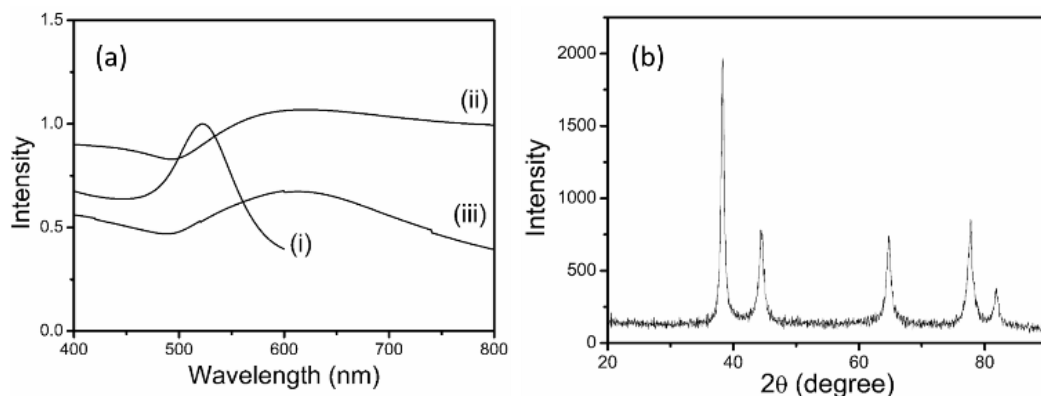 (a)
1.5
1.0
0.5
0.0
Intensity
(i)
(ii)
(iii)
400 500 600 700 800
Wavelength (nm)
(b)
2000
1500
1000
500
0
Intensity
20 40 60 80
2θ (degree)